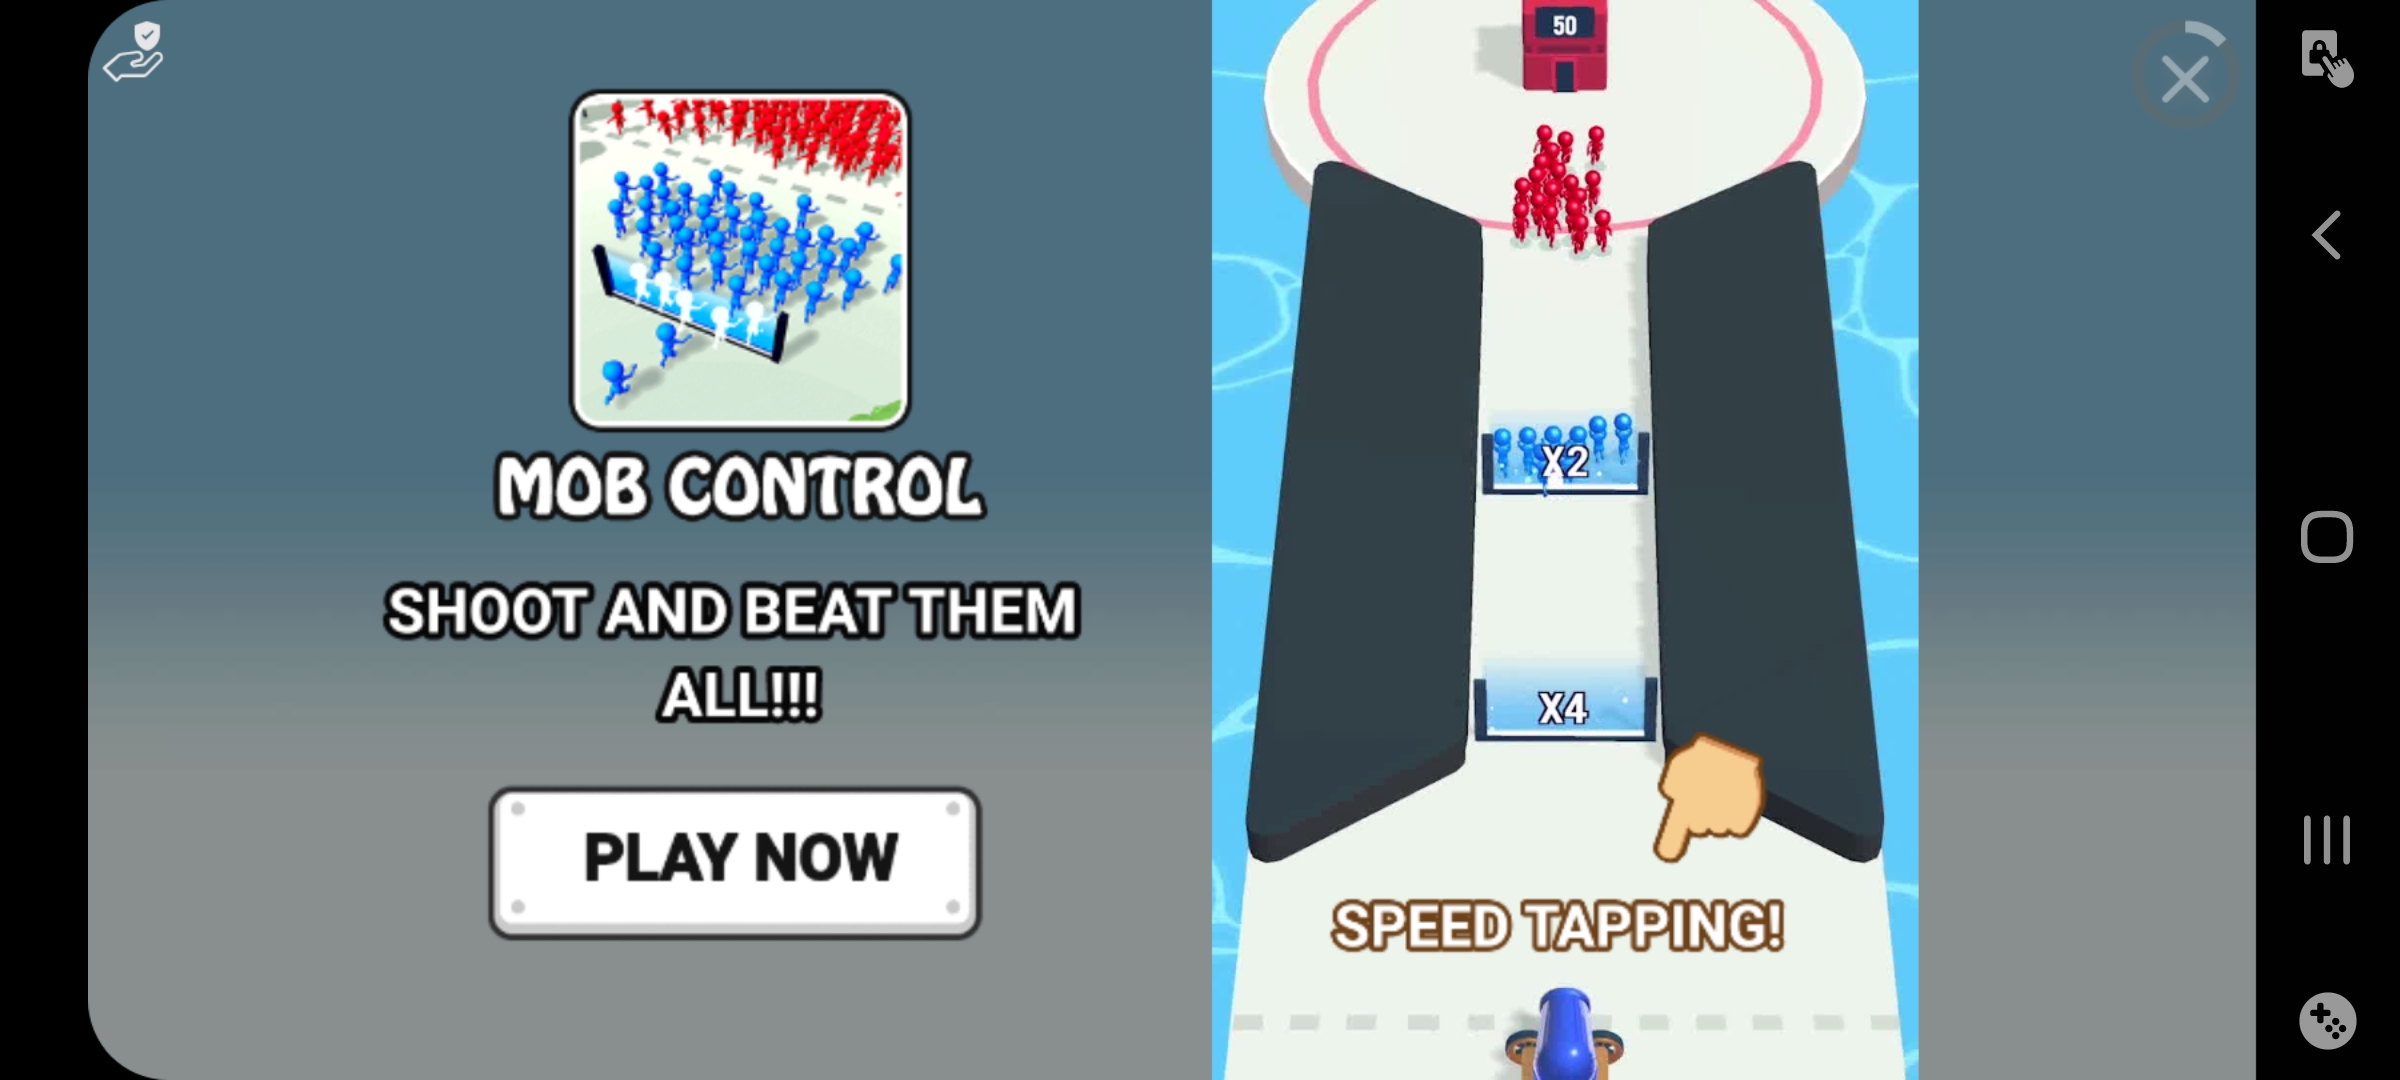 MOB CONTROL
SHOOT AND BEAT THEM
ALL!!!
PLAY NOW
50
X2
X4
SPEED TAPPING!